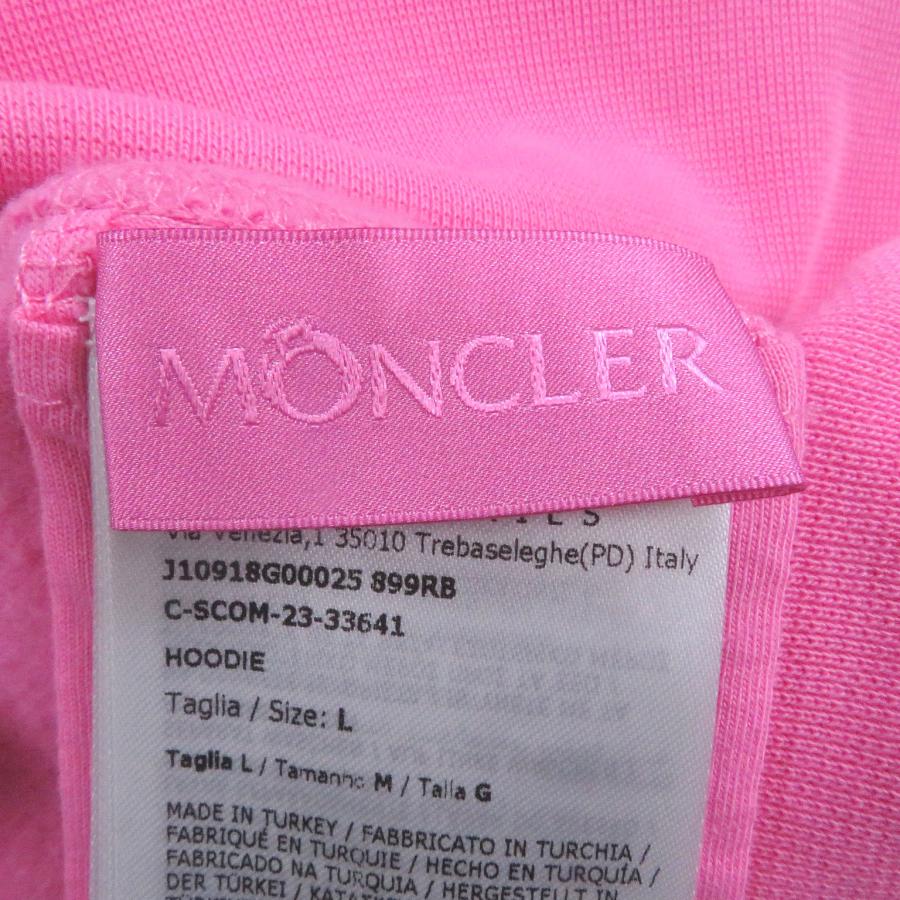 MONCLER
Via Venezia,1 35010 Trebaseleghe(PD) Italy
J10918G00025 899RB
C-SCOM-23-33641
HOODIE
Taglia / Size: L
Taglia L / Tamanho M / Talla G
MADE IN TURKEY / FABBRICATO IN TURCHIA /
FABRIQUÉ EN TURQUIE / HECHO EN TURQUÍA /
FABRICADO NA TURQUIA / HERGESTELLT IN
DER TÜRKEI /